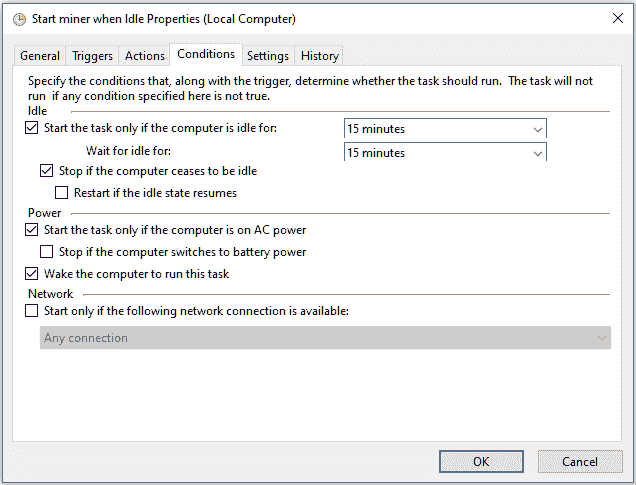 Start miner when Idle Properties (Local Computer)
General Triggers Actions Conditions Settings History
Specify the conditions that, along with the trigger, determine whether the task should run. The task will not
run if any condition specified here is not true.
Idle
Start the task only if the computer is idle for: 15 minutes
Wait for idle for: 15 minutes
Stop if the computer ceases to be idle
Restart if the idle state resumes
Power
Start the task only if the computer is on AC power
Stop if the computer switches to battery power
Wake the computer to run this task
Network
Start only if the following network connection is available:
Any connection
OK Cancel